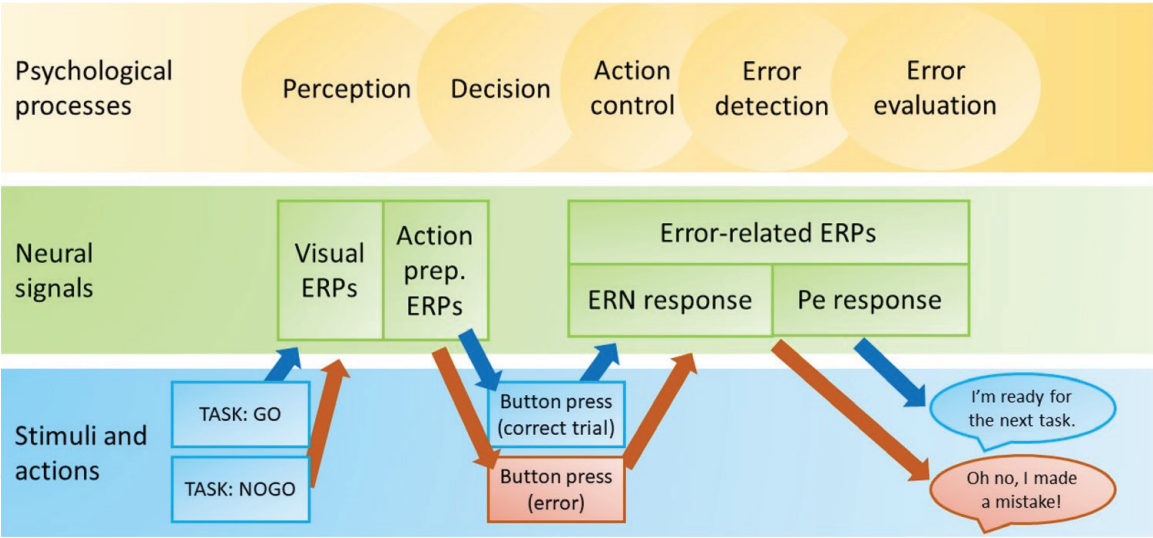 Psychological
processes
Perception
Decision
Action
control
Error
detection
Error
evaluation
Neural
signals
Visual
ERPs
Action
prep.
ERPs
Error-related ERPs
ERN response
Pe response
Stimuli and
actions
TASK: GO
TASK: NOGO
Button press
(correct trial)
Button press
(error)
I'm ready for
the next task.
Oh no, I made
a mistake!